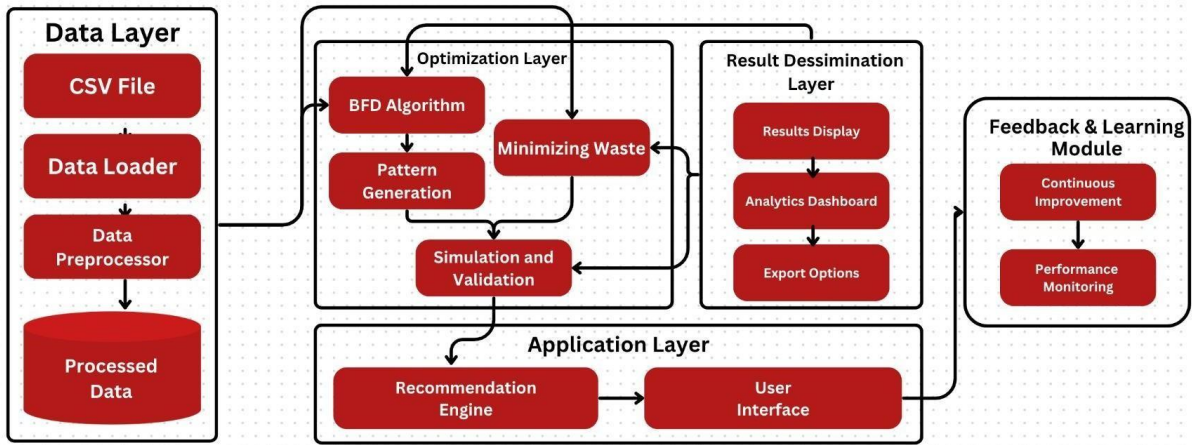 Data Layer
CSV File
Data Loader
Data
Preprocessor
Processed
Data
Optimization Layer
BFD Algorithm
Pattern
Generation
Minimizing Waste
Simulation and
Validation
Result Dessimination
Layer
Results Display
Analytics Dashboard
Export Options
Application Layer
Recommendation
Engine
User
Interface
Feedback & Learning
Module
Continuous
Improvement
Performance
Monitoring